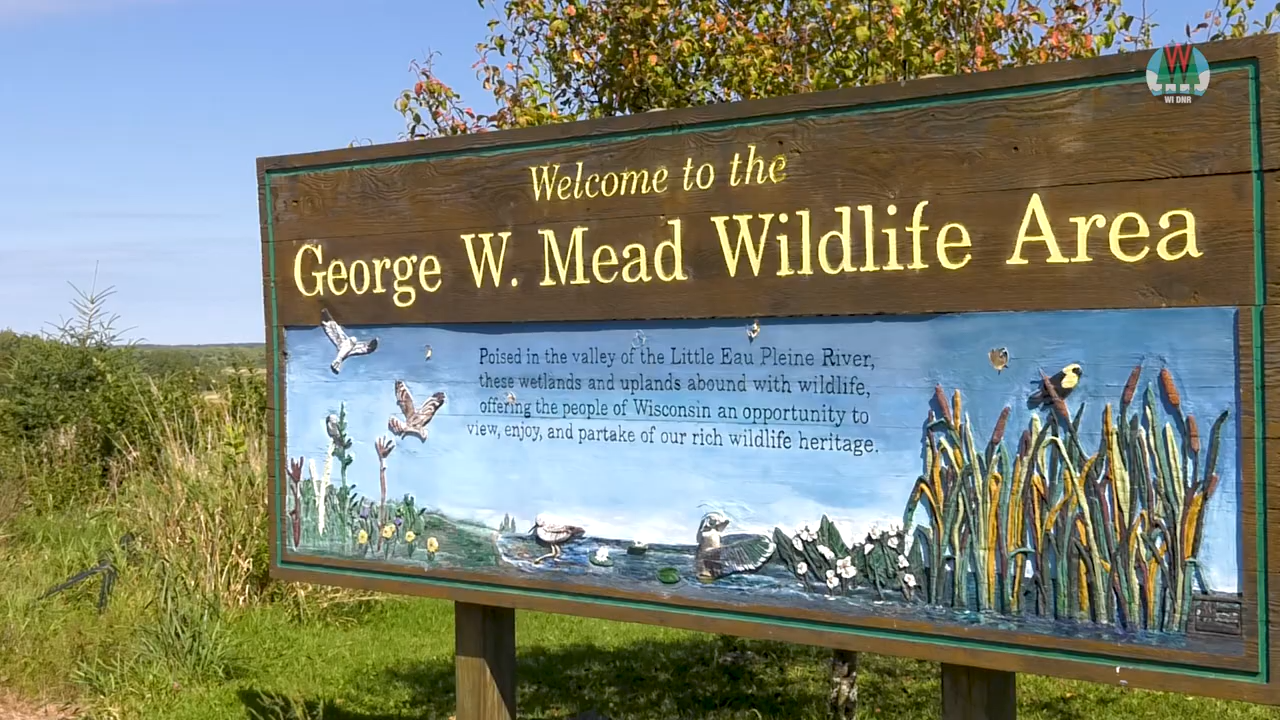 W
WI DNR
Welcome to the
George W. Mead Wildlife Area
Poised in the valley of the Little Eau Pleine River,
these wetlands and uplands abound with wildlife,
offering the people of Wisconsin an opportunity to
view, enjoy, and partake of our rich wildlife heritage.